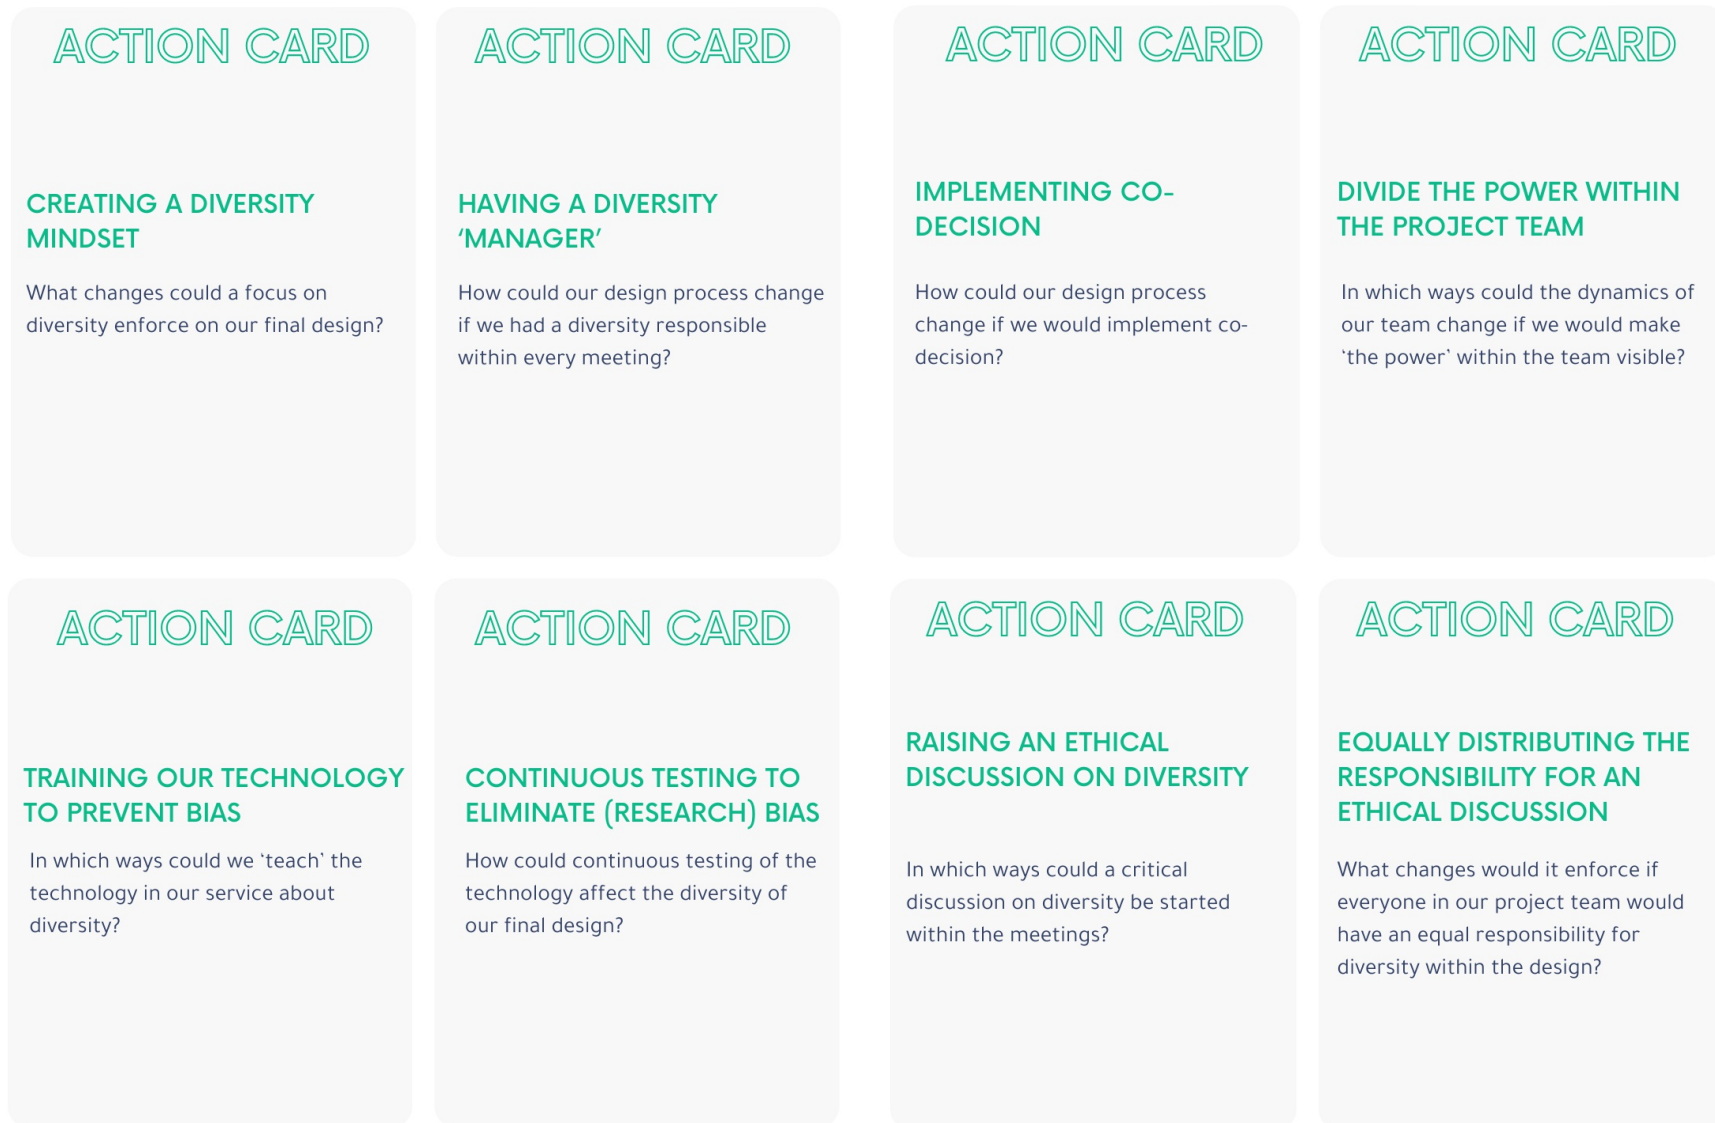 ACTION CARD
CREATING A DIVERSITY
MINDSET
What changes could a focus on
diversity enforce on our final design?
ACTION CARD
HAVING A DIVERSITY
‘MANAGER’
How could our design process change
if we had a diversity responsible
within every meeting?
ACTION CARD
IMPLEMENTING CO-
DECISION
How could our design process
change if we would implement co-
decision?
ACTION CARD
DIVIDE THE POWER WITHIN
THE PROJECT TEAM
In which ways could the dynamics of
our team change if we would make
‘the power’ within the team visible?
ACTION CARD
TRAINING OUR TECHNOLOGY
TO PREVENT BIAS
In which ways could we ‘teach’ the
technology in our service about
diversity?
ACTION CARD
CONTINUOUS TESTING TO
ELIMINATE (RESEARCH) BIAS
How could continuous testing of the
technology affect the diversity of
our final design?
ACTION CARD
RAISING AN ETHICAL
DISCUSSION ON DIVERSITY
In which ways could a critical
discussion on diversity be started
within the meetings?
ACTION CARD
EQUALLY DISTRIBUTING THE
RESPONSIBILITY FOR AN
ETHICAL DISCUSSION
What changes would it enforce if
everyone in our project team would
have an equal responsibility for
diversity within the design?